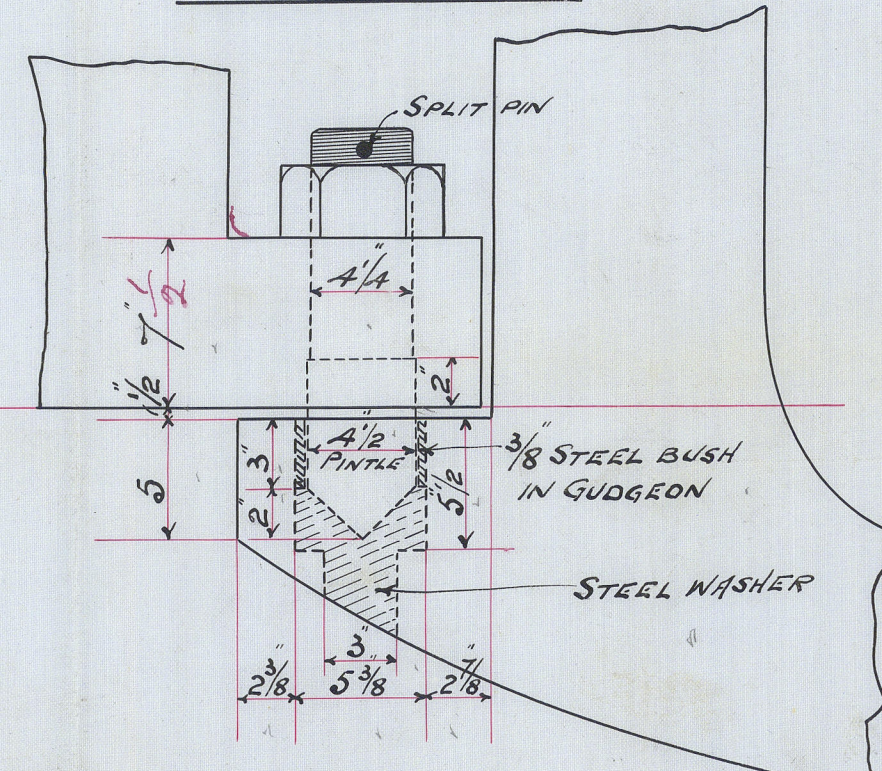 SPLIT PIN
4 1/4"
7" 1/2
2"
1/2"
4 1/2"
PINTLE
3/8" STEEL BUSH
IN GUDGEON
3"
5
5 1/2"
2"
STEEL WASHER
3"
2 3/8"
5 3/8"
2 7/8"